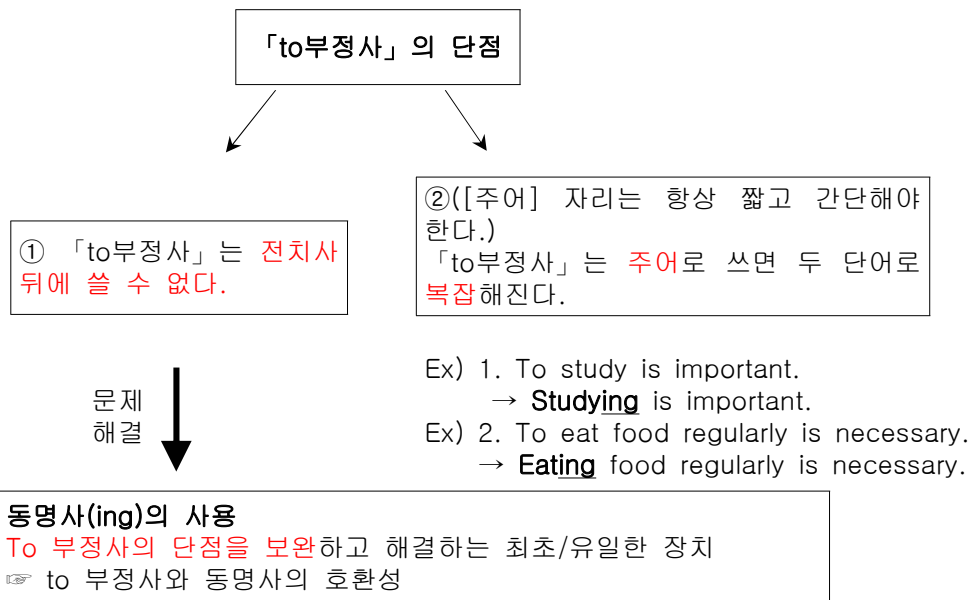 「to부정사」의 단점
① 「to부정사」는 전치사
뒤에 쓸 수 없다.
②([주어] 자리는 항상 짧고 간단해야
한다.)
「to부정사」는 주어로 쓰면 두 단어로
복잡해진다.
문제
해결
Ex) 1. To study is important.
→ Studying is important.
Ex) 2. To eat food regularly is necessary.
→ Eating food regularly is necessary.
동명사(ing)의 사용
To 부정사의 단점을 보완하고 해결하는 최초/유일한 장치
☞ to 부정사와 동명사의 호환성